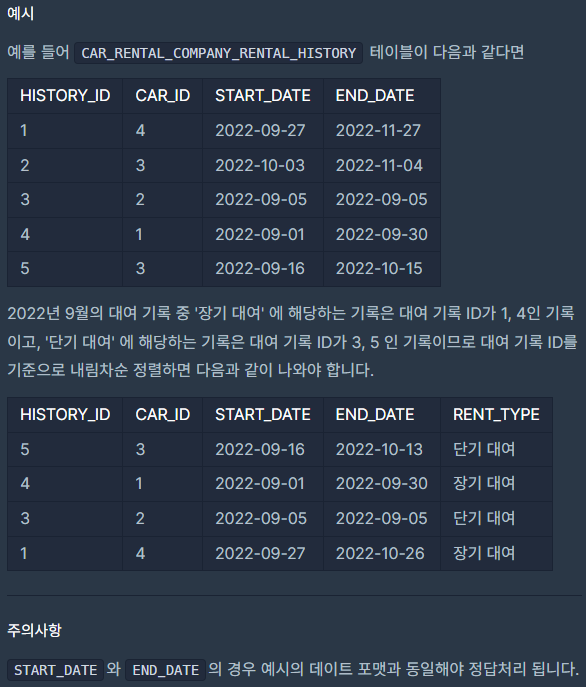 예시
예를 들어 CAR_RENTAL_COMPANY_RENTAL_HISTORY 테이블이 다음과 같다면
HISTORY_ID CAR_ID START_DATE END_DATE
1 4 2022-09-27 2022-11-27
2 3 2022-10-03 2022-11-04
3 2 2022-09-05 2022-09-05
4 1 2022-09-01 2022-09-30
5 3 2022-09-16 2022-10-15
2022년 9월의 대여 기록 중 '장기 대여' 에 해당하는 기록은 대여 기록 ID가 1, 4인 기록
이고, '단기 대여' 에 해당하는 기록은 대여 기록 ID가 3, 5 인 기록이므로 대여 기록 ID를
기준으로 내림차순 정렬하면 다음과 같이 나와야 합니다.
HISTORY_ID CAR_ID START_DATE END_DATE RENT_TYPE
5 3 2022-09-16 2022-10-13 단기 대여
4 1 2022-09-01 2022-09-30 장기 대여
3 2 2022-09-05 2022-09-05 단기 대여
1 4 2022-09-27 2022-10-26 장기 대여
주의사항
START_DATE 와 END_DATE 의 경우 예시의 데이트 포맷과 동일해야 정답처리 됩니다.